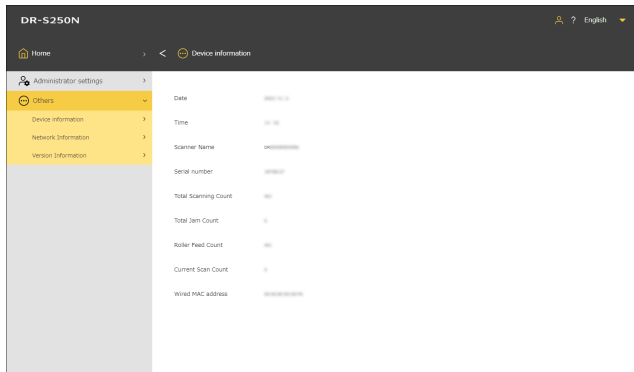 DR-S250N
? English
Home
Device information
Administrator settings
Others
Device information
Network Information
Version Information
Date
Time
Scanner Name
Serial number
Total Scanning Count
Total Jam Count
Roller Feed Count
Current Scan Count
Wired MAC address